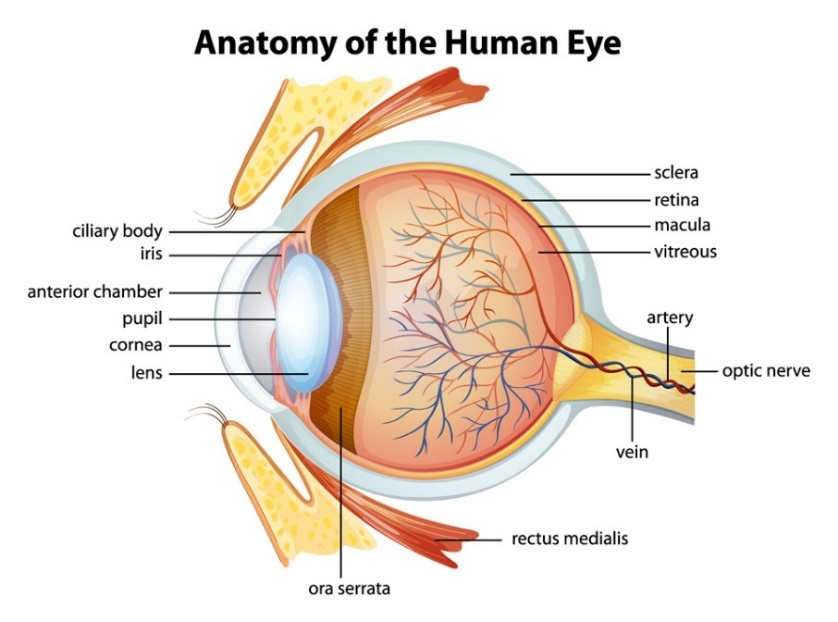 Anatomy of the Human Eye
sclera
retina
macula
vitreous
ciliary body
iris
anterior chamber
pupil
cornea
lens
artery
optic nerve
vein
rectus medialis
ora serrata